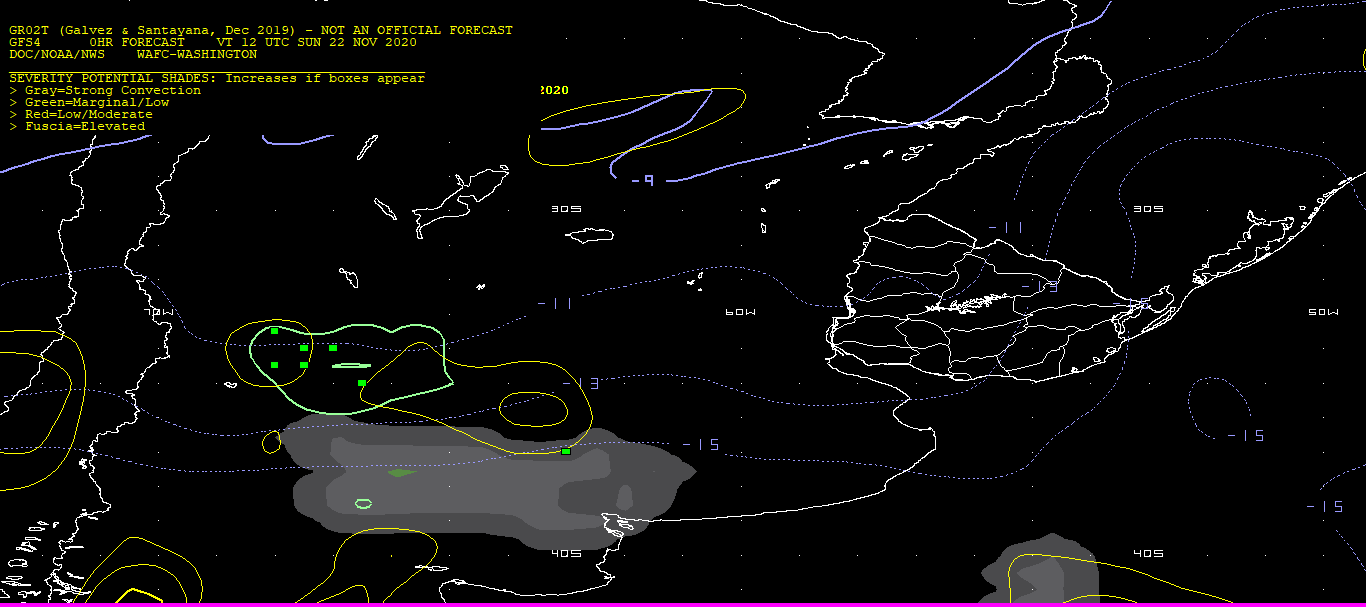 GR02T (Galvez & Santayana, Dec 2019) - NOT AN OFFICIAL FORECAST
GFS4 0HR FORECAST VT 12 UTC SUN 22 NOV 2020
DOC/NOAA/NWS WAFC-WASHINGTON
SEVERITY POTENTIAL SHADES: Increases if boxes appear
> Gray=Strong Convection
2020
> Green=Marginal/Low
> Red=Low/Moderate
> Fuscia=Elevated
-9
30S
30S
-11
-13
-11
70W
60W
50W
-13
-15
-15
-15
40S
40S